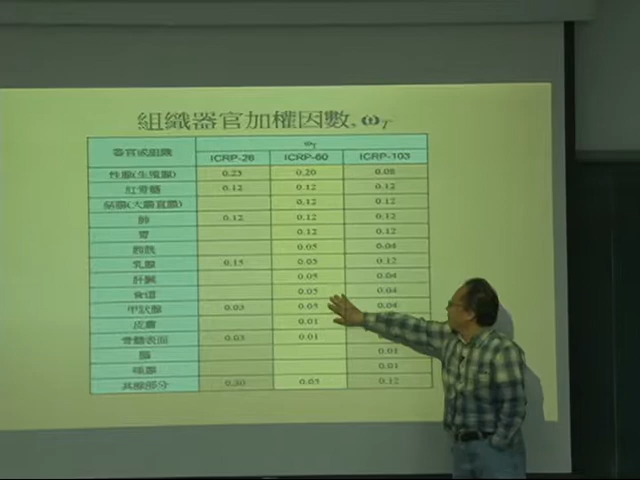 組織器官加權因數, ωT
器官或組織 ωT
ICRP-26 ICRP-60 ICRP-103
性腺(生殖腺) 0.25 0.20 0.08
紅骨髓 0.12 0.12 0.12
結腸(大腸直腸) 0.12 0.12
肺 0.12 0.12 0.12
胃 0.12 0.12
膀胱 0.05 0.04
乳腺 0.15 0.05 0.12
肝臟 0.05 0.04
食道 0.05 0.04
甲狀腺 0.03 0.05 0.04
皮膚 0.01
骨骼表面 0.03 0.01
腦 0.01
唾腺 0.01
其餘部分 0.30 0.05 0.12